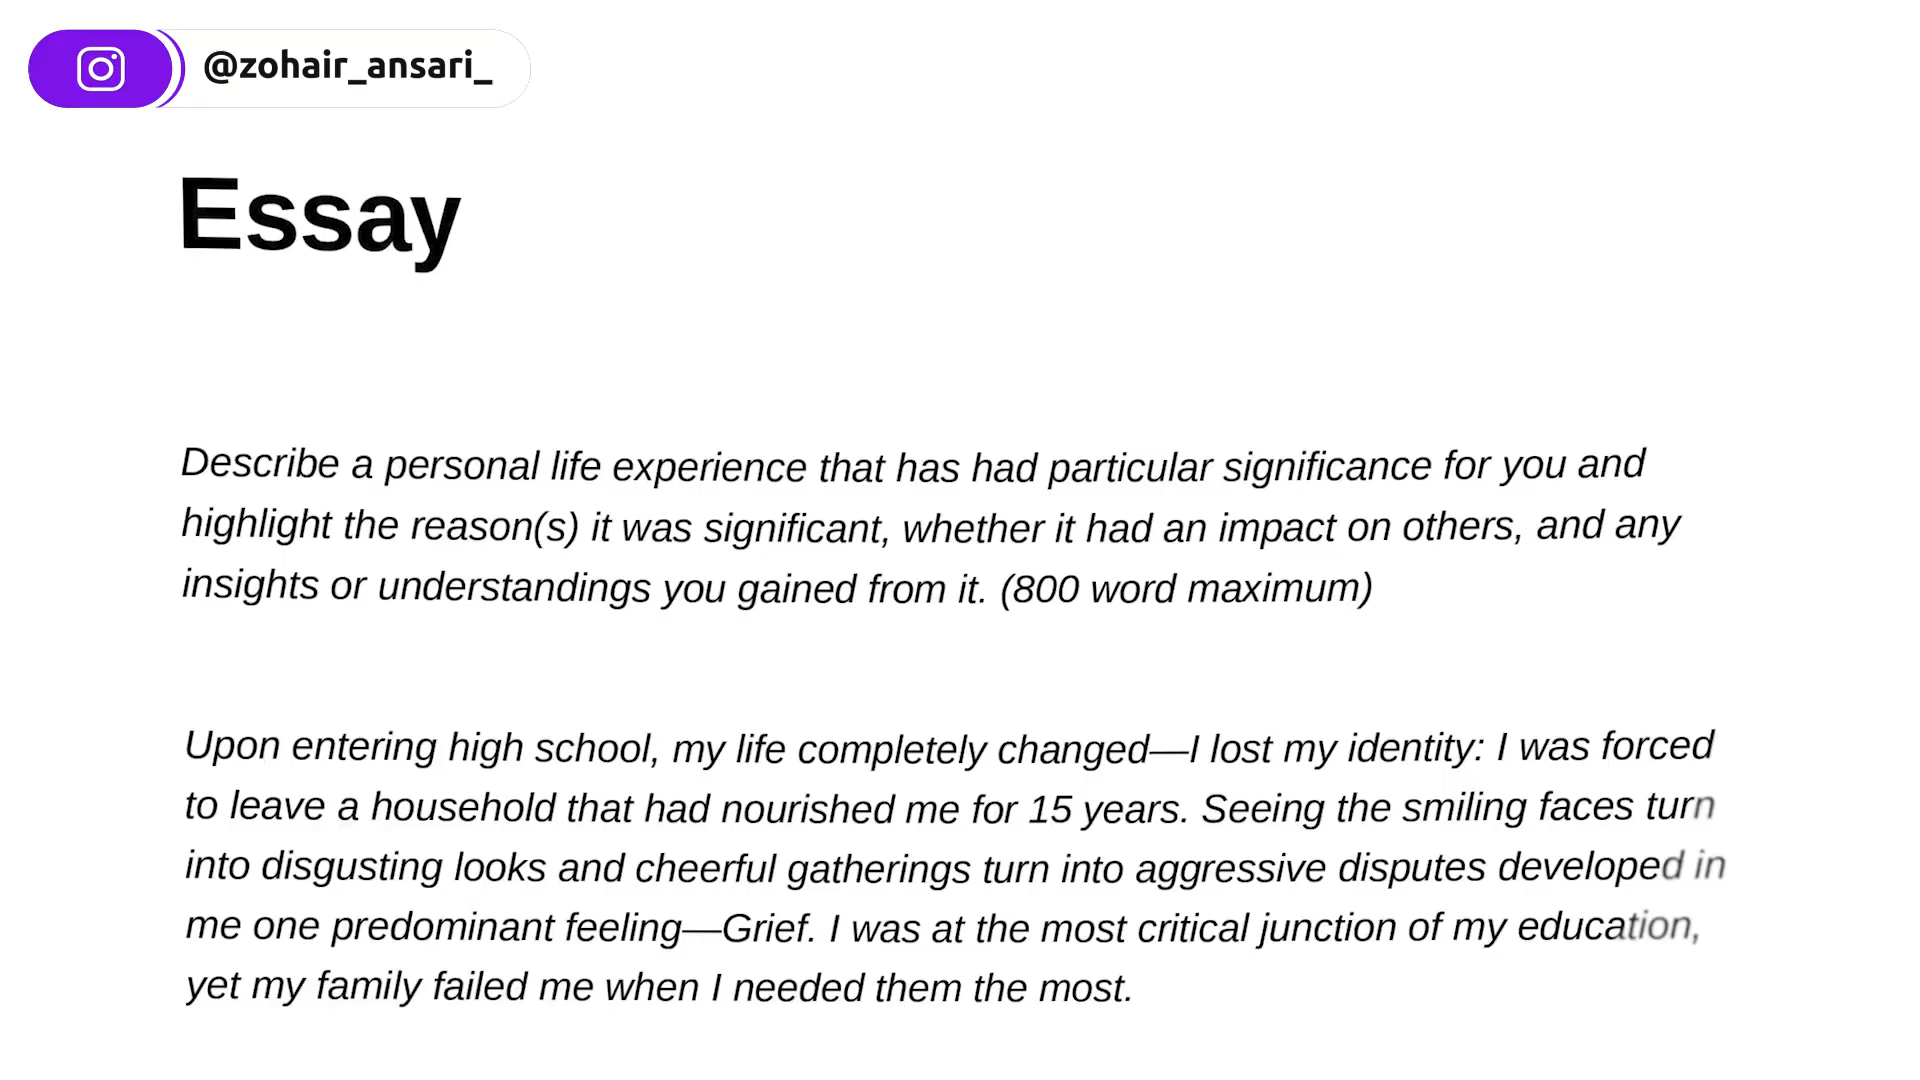 @zohair_ansari_
Essay
Describe a personal life experience that has had particular significance for you and
highlight the reason(s) it was significant, whether it had an impact on others, and any
insights or understandings you gained from it. (800 word maximum)
Upon entering high school, my life completely changed—I lost my identity: I was forced
to leave a household that had nourished me for 15 years. Seeing the smiling faces turn
into disgusting looks and cheerful gatherings turn into aggressive disputes developed in
me one predominant feeling—Grief. I was at the most critical junction of my education,
yet my family failed me when I needed them the most.